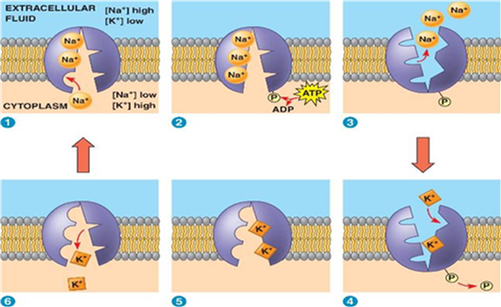 EXTRACELLULAR
FLUID
[Na+] high
[K+] low
Na+
Na+
Na+
CYTOPLASM
[Na+] low
[K+] high
1
Na+
Na+
Na+
P
ATP
ADP
2
Na+
Na+
Na+
P
3
K+
K+
P
P
4
K+
K+
5
K+
K+
6